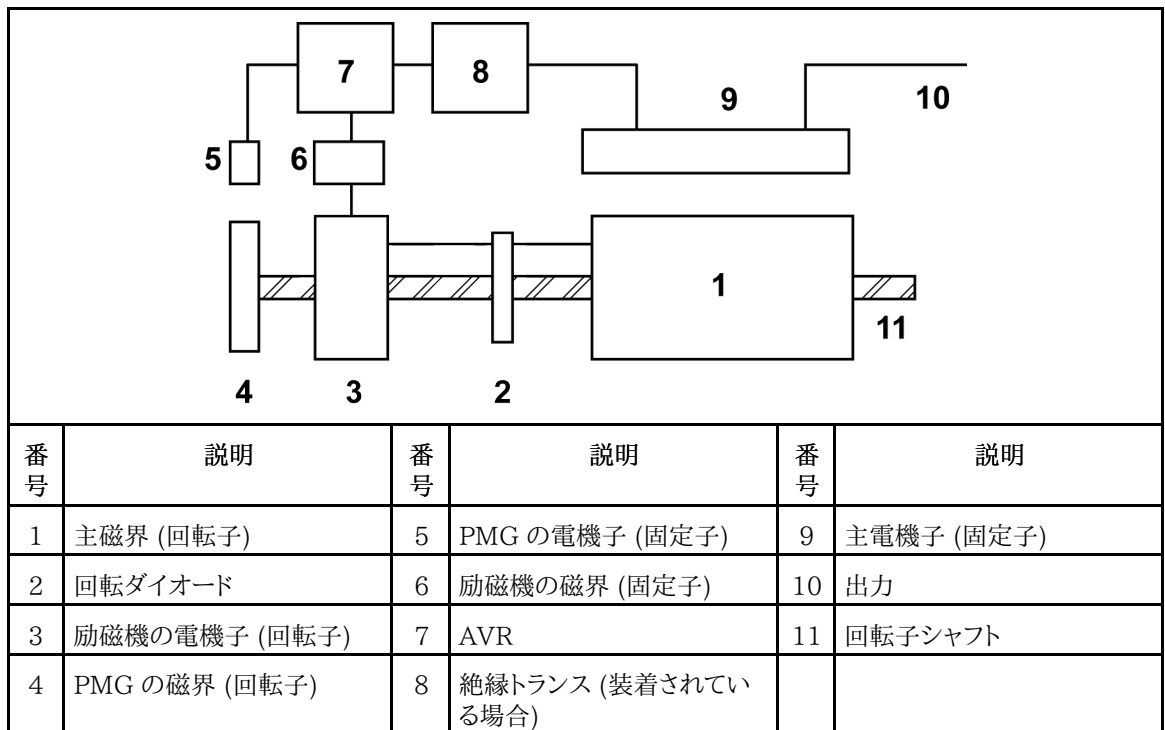 7
8
9
10
5
6
1
11
4
3
2
番号 説明 番号 説明 番号 説明
1 主磁界 (回転子) 5 PMG の電機子 (固定子) 9 主電機子 (固定子)
2 回転ダイオード 6 励磁機の磁界 (固定子) 10 出力
3 励磁機の電機子 (回転子) 7 AVR 11 回転子シャフト
4 PMG の磁界 (回転子) 8 絶縁トランス (装着されてい
る場合)